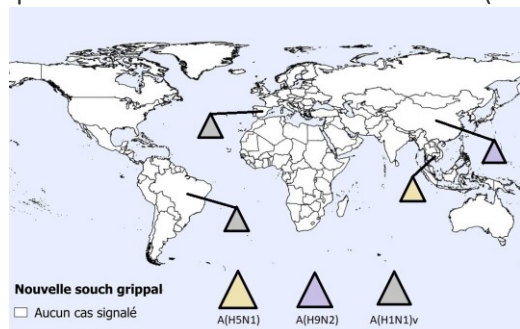 Nouvelle souch grippal
Aucun cas signalé
A(H5N1) A(H9N2) A(H1N1)v